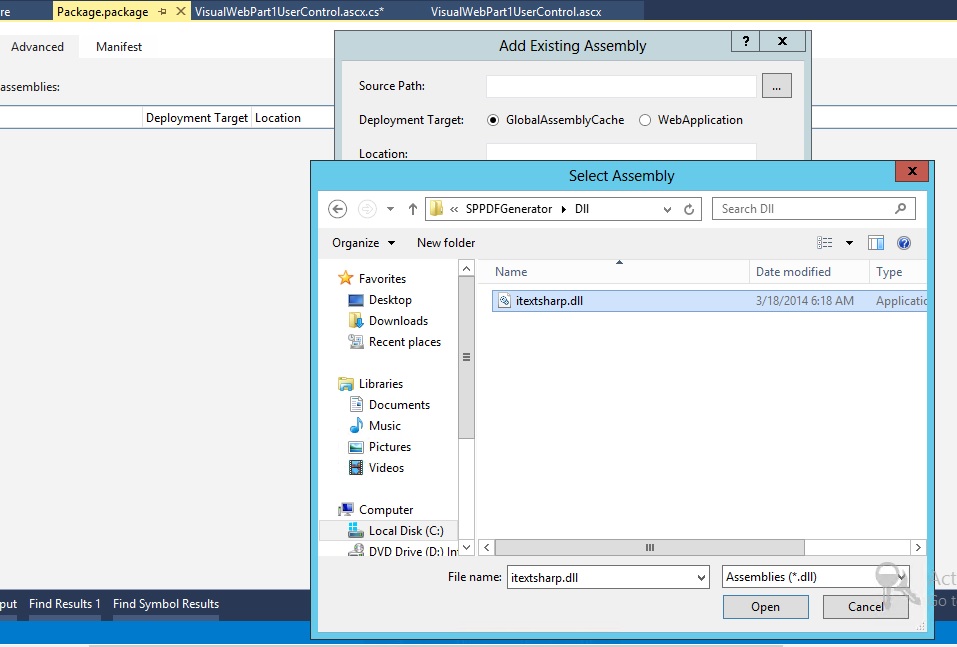 re
Package.package
VisualWebPart1UserControl.ascx.cs*
VisualWebPart1UserControl.ascx
Advanced
Manifest
assemblies:
Deployment Target
Location
Add Existing Assembly
?
X
Source Path:
...
Deployment Target:
GlobalAssemblyCache
WebApplication
Location:
Select Assembly
X
« SPPDFGenerator
Dll
Search Dll
Organize
New folder
?
Name
Date modified
Type
itextsharp.dll
3/18/2014 6:18 AM
Applicatio
Favorites
Desktop
Downloads
Recent places
Libraries
Documents
Music
Pictures
Videos
Computer
Local Disk (C:)
DVD Drive (D:) In
File name:
itextsharp.dll
Assemblies (*.dll)
Open
Cancel
put
Find Results 1
Find Symbol Results
Act
Go to